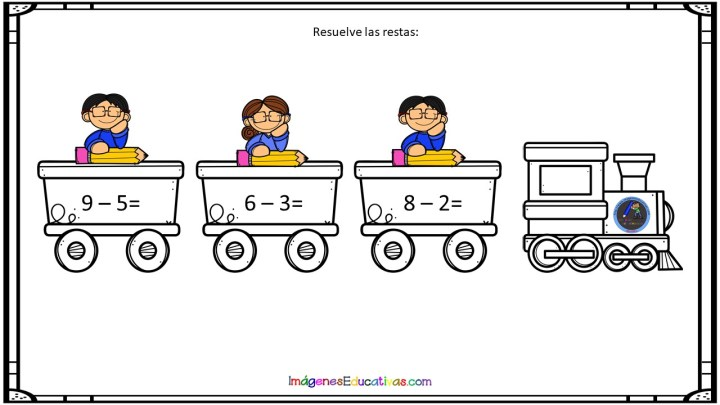 Resuelve las restas:
9 – 5=
6 – 3=
8 – 2=
ImágenesEducativas.com